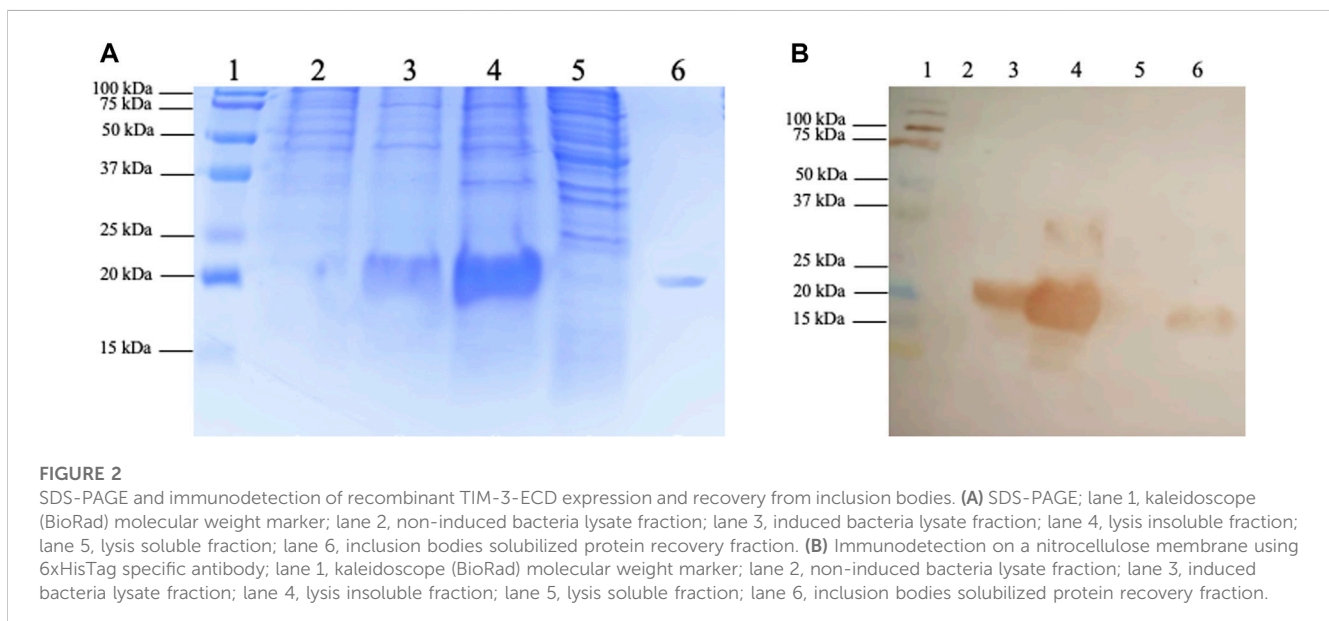 A
1 2 3 4 5 6
100 kDa
75 kDa
50 kDa
37 kDa
25 kDa
20 kDa
15 kDa
B
1 2 3 4 5 6
100 kDa
75 kDa
50 kDa
37 kDa
25 kDa
20 kDa
15 kDa
FIGURE 2
SDS-PAGE and immunodetection of recombinant TIM-3-ECD expression and recovery from inclusion bodies. (A) SDS-PAGE; lane 1, kaleidoscope
(BioRad) molecular weight marker; lane 2, non-induced bacteria lysate fraction; lane 3, induced bacteria lysate fraction; lane 4, lysis insoluble fraction;
lane 5, lysis soluble fraction; lane 6, inclusion bodies solubilized protein recovery fraction. (B) Immunodetection on a nitrocellulose membrane using
6xHisTag specific antibody; lane 1, kaleidoscope (BioRad) molecular weight marker; lane 2, non-induced bacteria lysate fraction; lane 3, induced
bacteria lysate fraction; lane 4, lysis insoluble fraction; lane 5, lysis soluble fraction; lane 6, inclusion bodies solubilized protein recovery fraction.